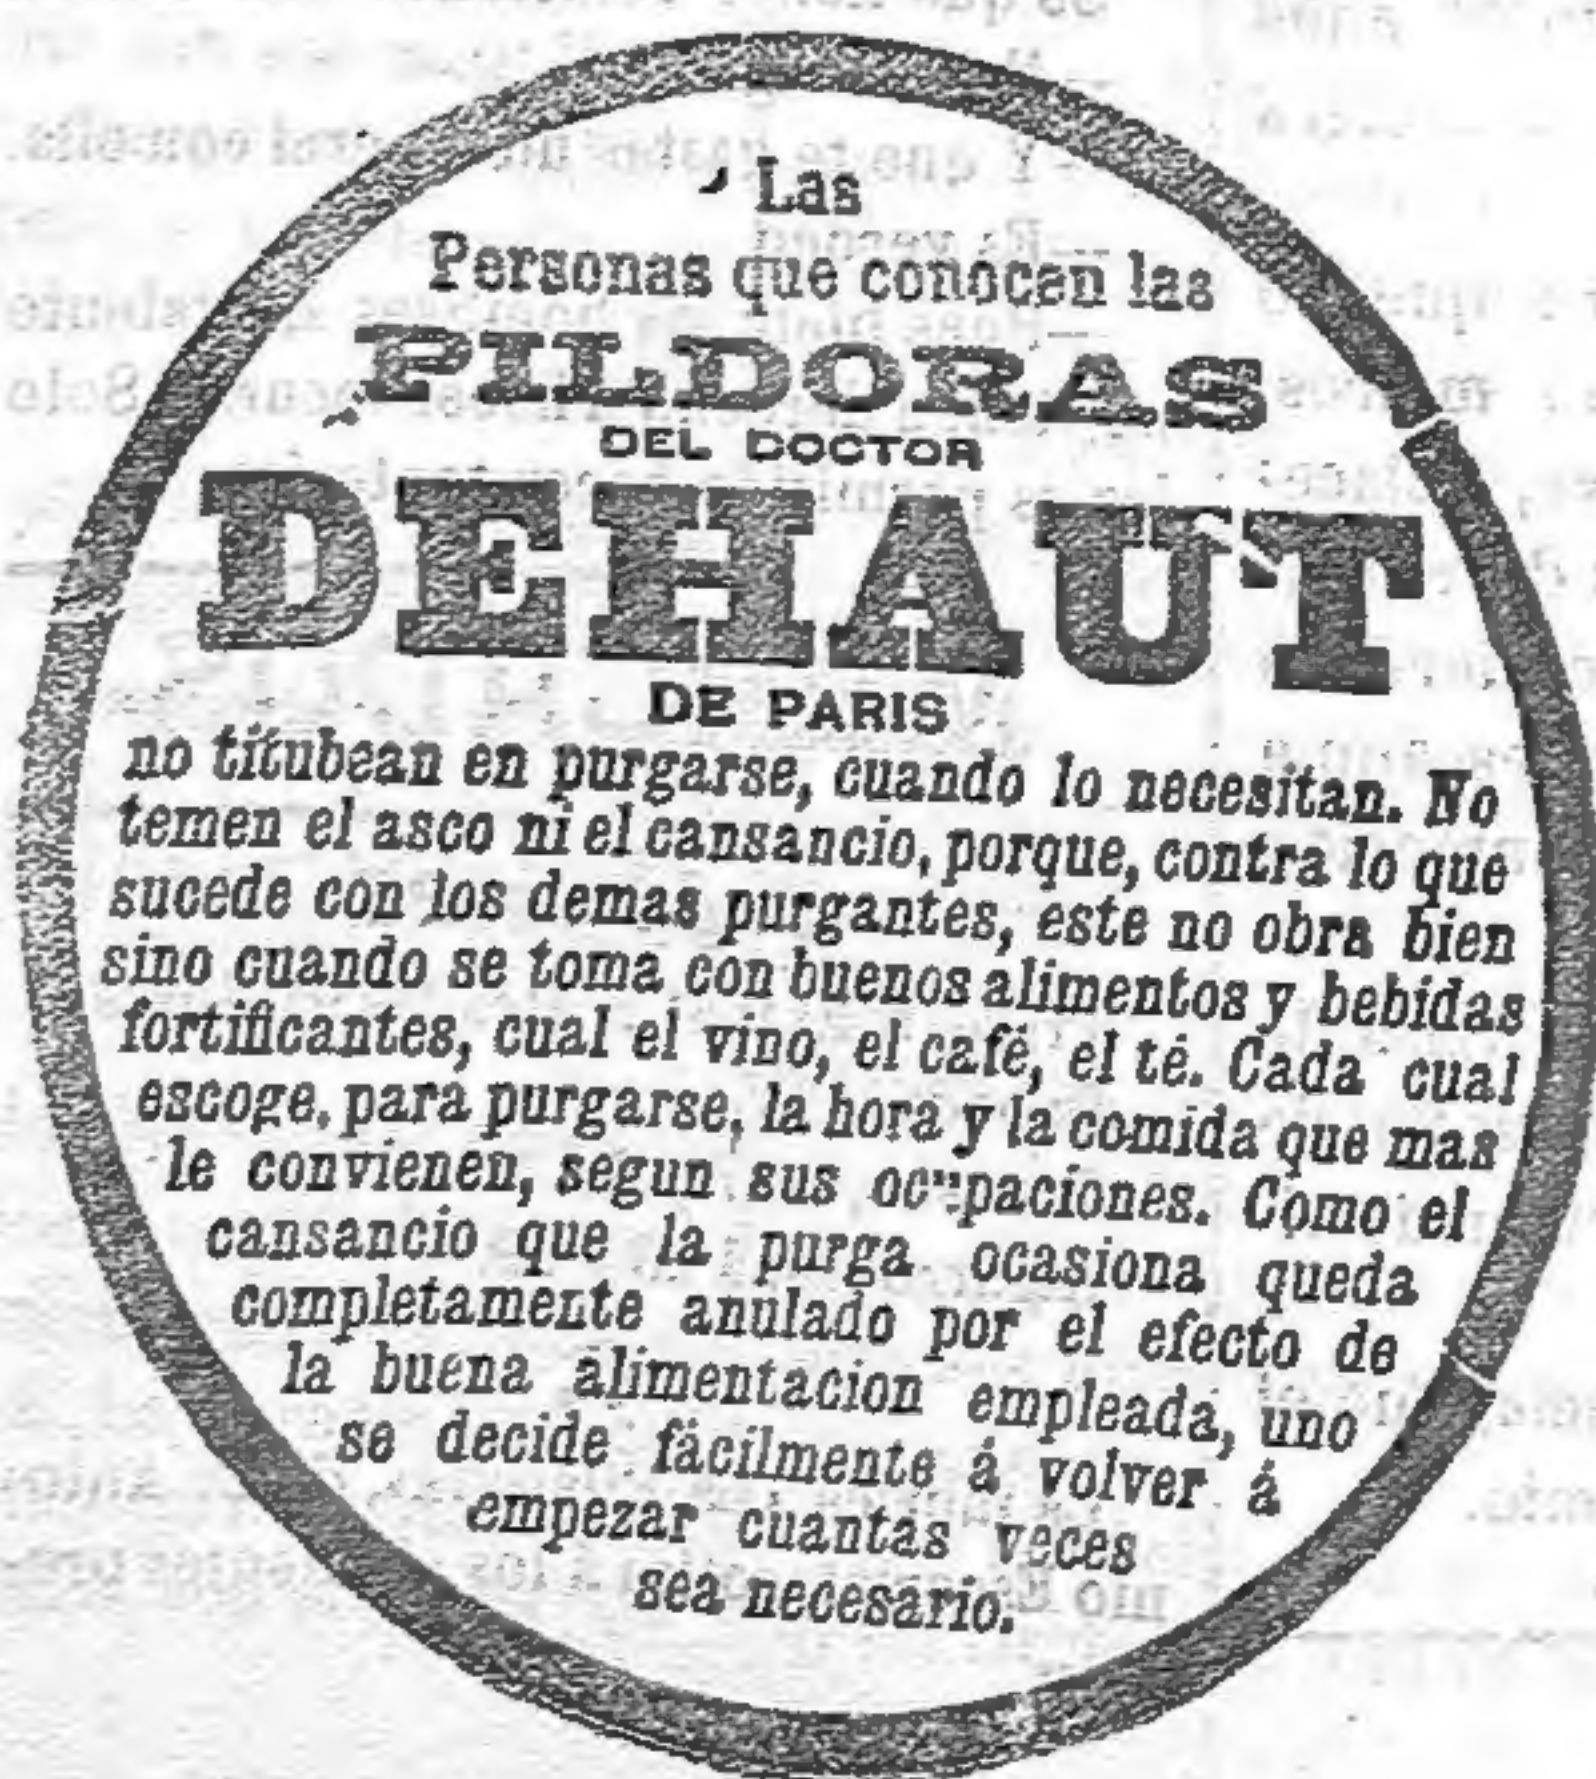 Las
Personas que conocen las
PILDORAS
DEL DOCTOR
DEHAUT
DE PARIS
no titubean en purgarse, cuando lo necesitan. No
temen el asco ni el cansancio, porque, contra lo que
sucede con los demas purgantes, este no obra bien
sino cuando se toma con buenos alimentos y bebidas
fortificantes, cual el vino, el café, el té. Cada cual
escoge, para purgarse, la hora y la comida que mas
le convienen, segun sus ocupaciones. Como el
cansancio que la purga ocasiona queda
completamente anulado por el efecto de
la buena alimentacion empleada, uno
se decide fácilmente á volver á
empezar cuantas veces
sea necesario.